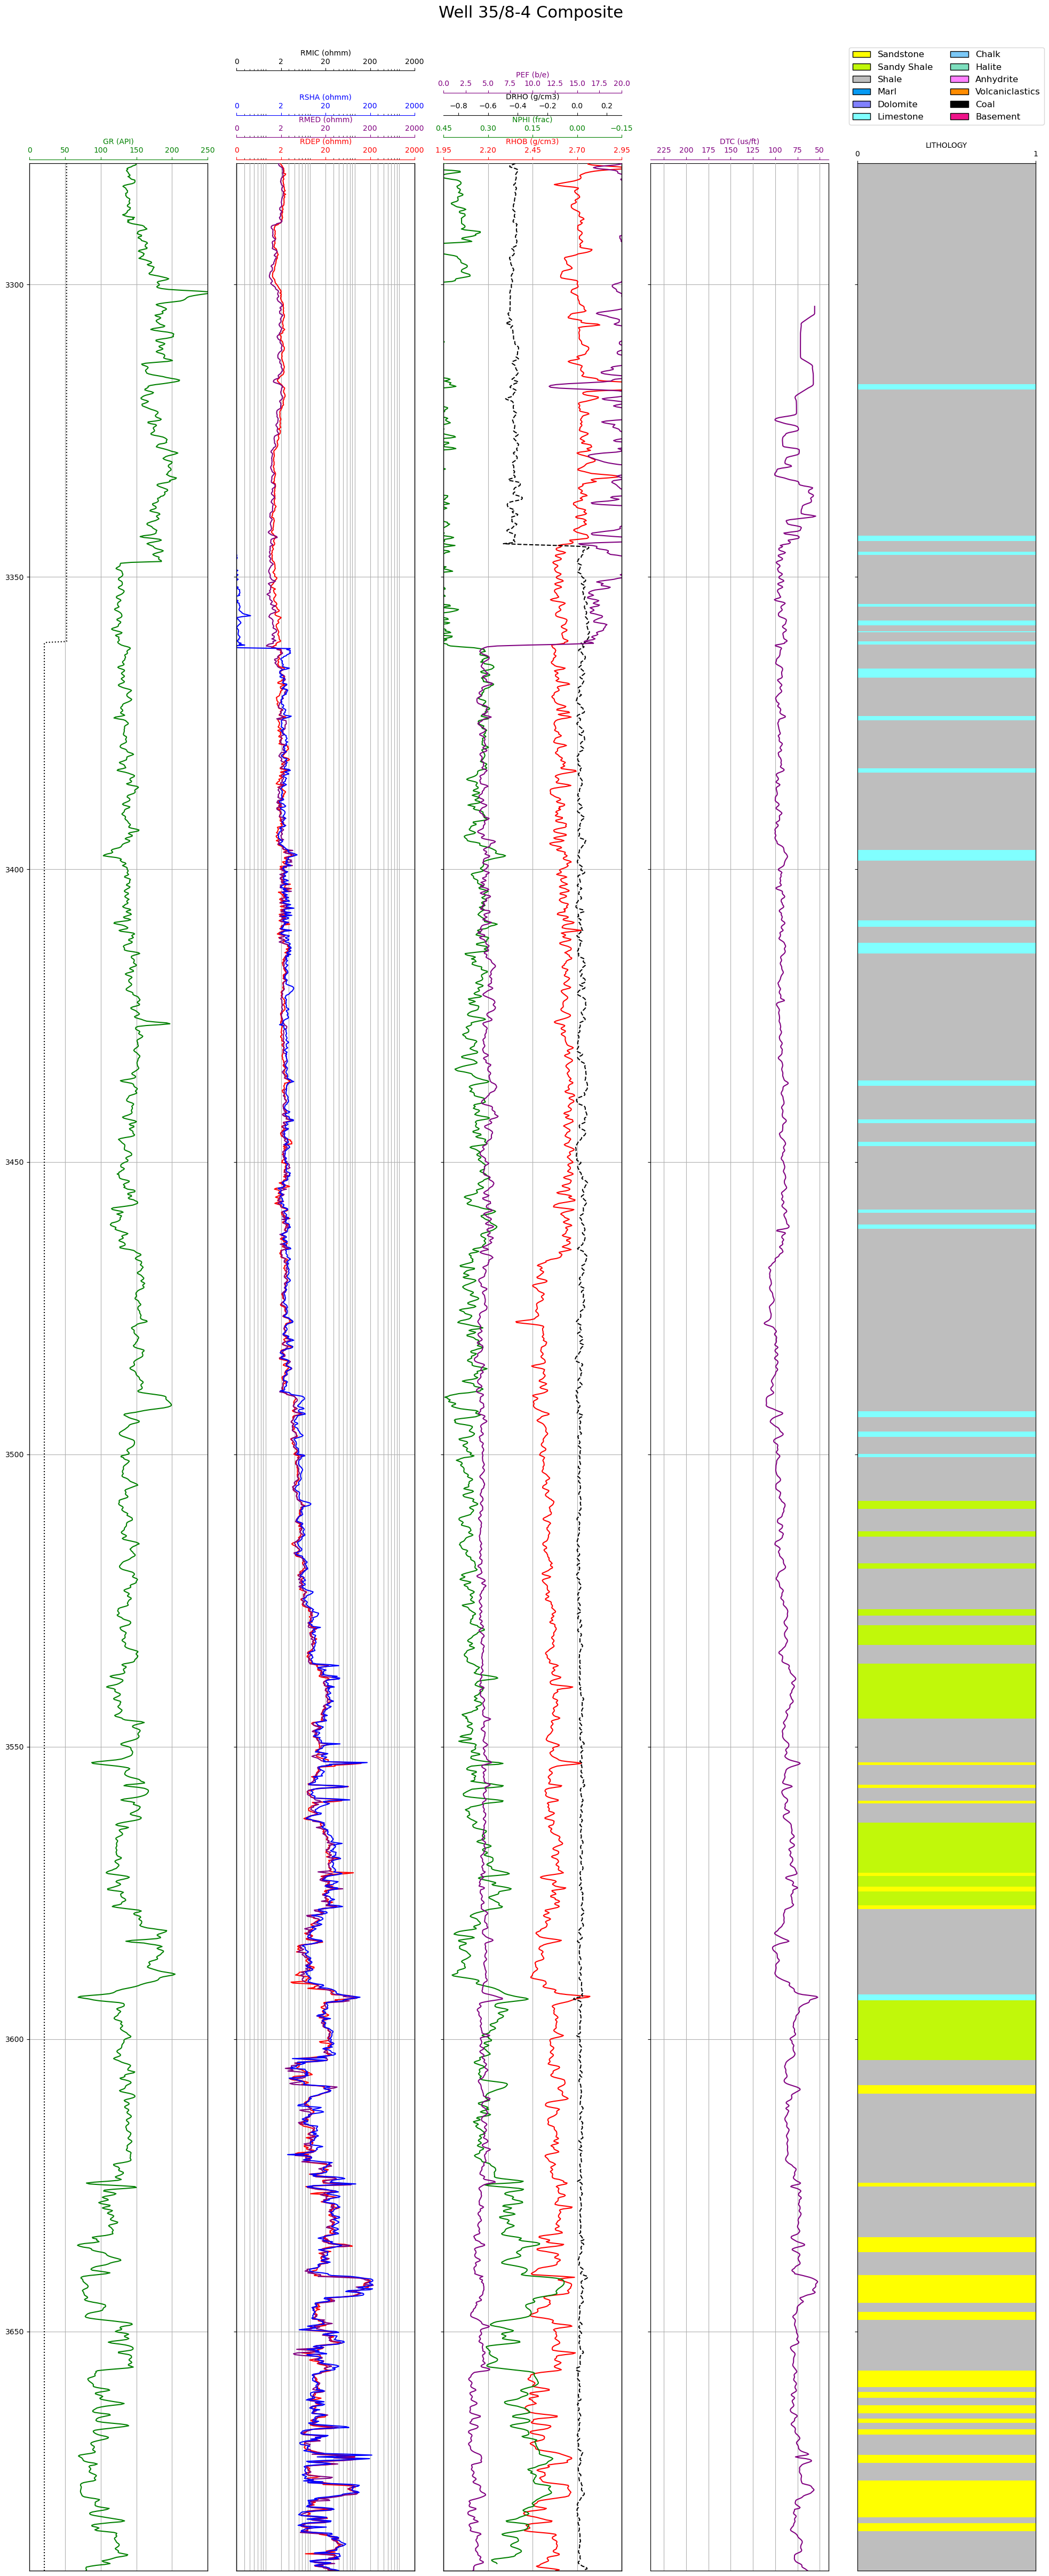 Well 35/8-4 Composite
RMIC (ohmm)
0 2 20 200 2000
RSHA (ohmm)
0 2 20 200 2000
RMED (ohmm)
0 2 20 200 2000
GR (API)
0 50 100 150 200 250
RDEP (ohmm)
0 2 20 200 2000
PEF (b/e)
0.0 2.5 5.0 7.5 10.0 12.5 15.0 17.5 20.0
DRHO (g/cm3)
−0.8 −0.6 −0.4 −0.2 0.0 0.2
NPHI (frac)
0.45 0.30 0.15 0.00 −0.15
RHOB (g/cm3)
1.95 2.20 2.45 2.70 2.95
DTC (us/ft)
225 200 175 150 125 100 75 50
Sandstone Chalk
Sandy Shale Halite
Shale Anhydrite
Marl Volcaniclastics
Dolomite Coal
Limestone Basement
LITHOLOGY
0 1
3300
3350
3400
3450
3500
3550
3600
3650